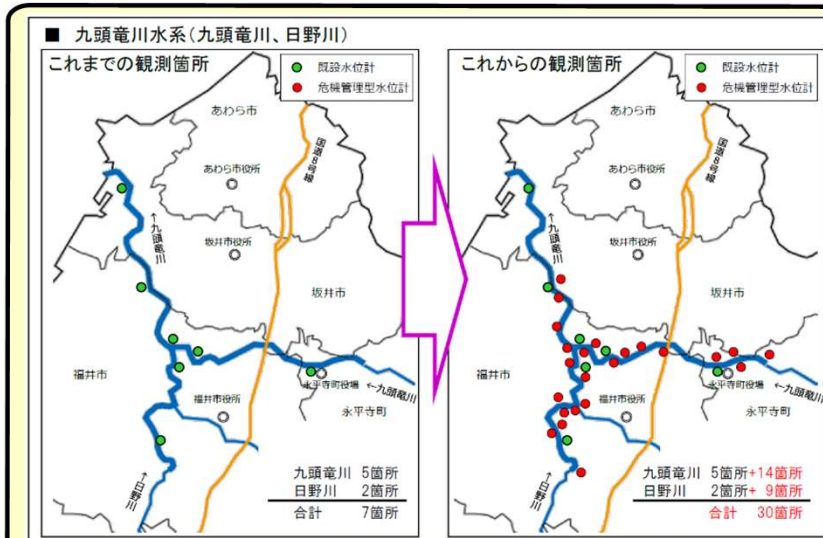 ■ 九頭竜川水系(九頭竜川、日野川)
これまでの観測箇所
既設水位計
危機管理型水位計
あわら市
国道8号線
あわら市役所
←九頭竜川
坂井市役所
坂井市
福井市
永平寺町役場
←九頭竜川
福井市役所
永平寺町
←日野川
九頭竜川 5箇所
日野川 2箇所
合計 7箇所
これからの観測箇所
既設水位計
危機管理型水位計
あわら市
国道8号線
あわら市役所
←九頭竜川
坂井市役所
坂井市
福井市
永平寺町役場
←九頭竜川
福井市役所
永平寺町
←日野川
九頭竜川 5箇所+14箇所
日野川 2箇所+ 9箇所
合計 30箇所